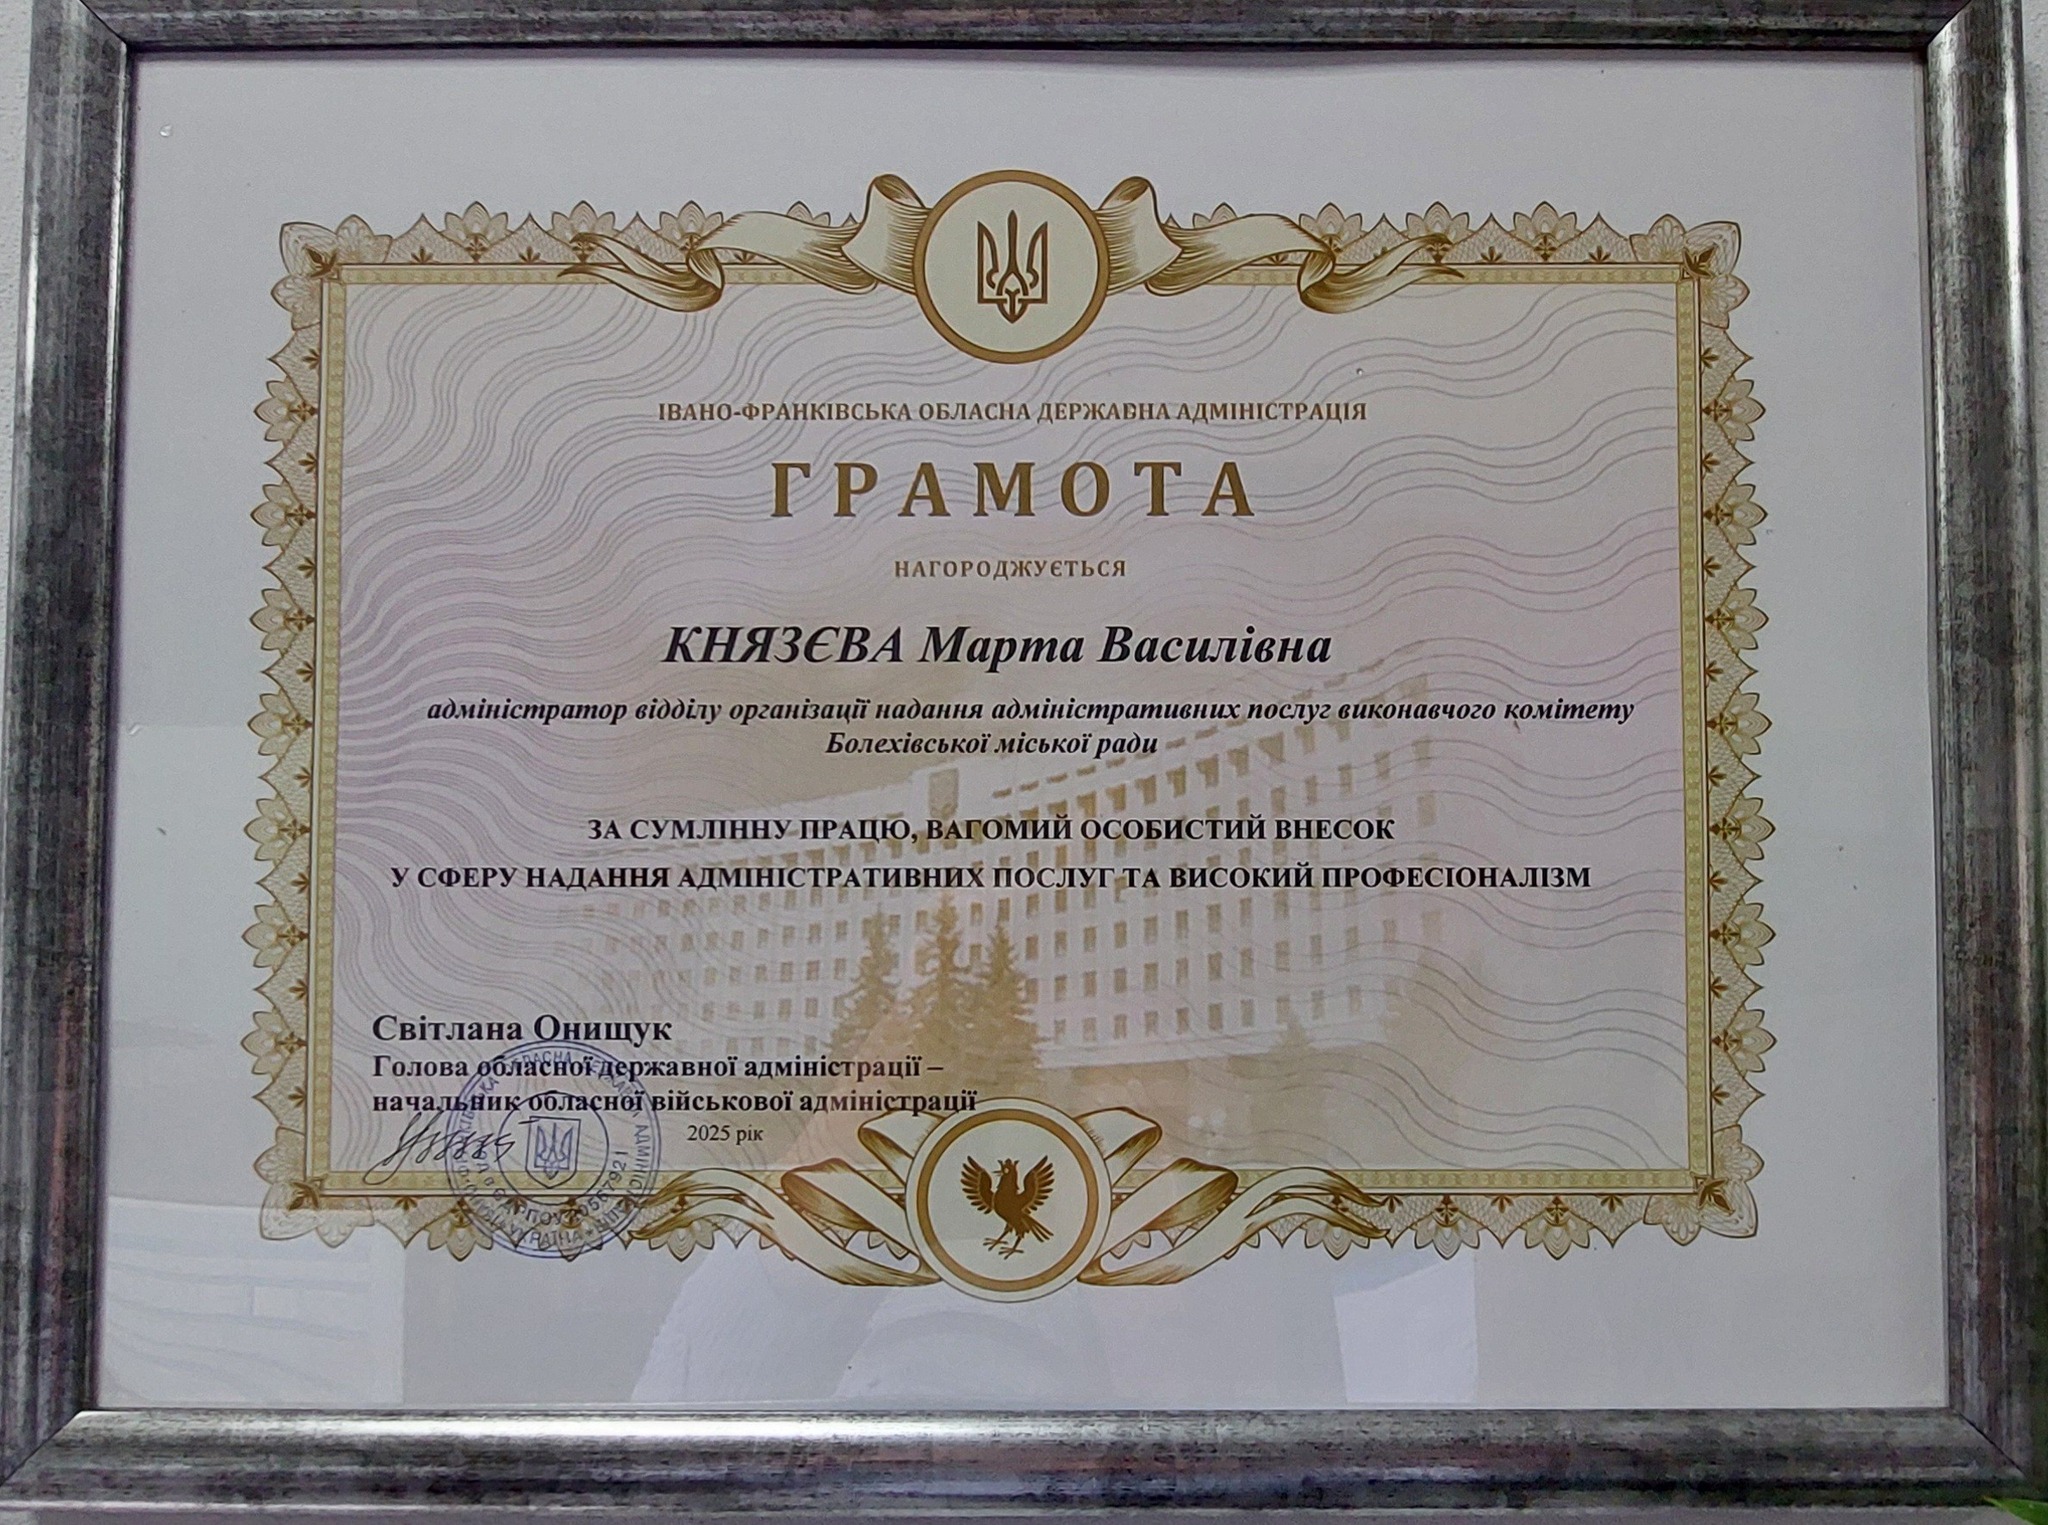 ІВАНО-ФРАНКІВСЬКА ОБЛАСНА ДЕРЖАВНА АДМІНІСТРАЦІЯ
ГРАМОТА
НАГОРОДЖУЄТЬСЯ
КНЯЗЄВА Марта Василівна
адміністратор відділу організації надання адміністративних послуг виконавчого комітету
Болехівської міської ради
ЗА СУМЛІННУ ПРАЦЮ, ВАГОМИЙ ОСОБИСТИЙ ВНЕСОК
У СФЕРУ НАДАННЯ АДМІНІСТРАТИВНИХ ПОСЛУГ ТА ВИСОКИЙ ПРОФЕСІОНАЛІЗМ
Світлана Онищук
Голова обласної державної адміністрації –
начальник обласної військової адміністрації
2025 рік
УКРАЇНА